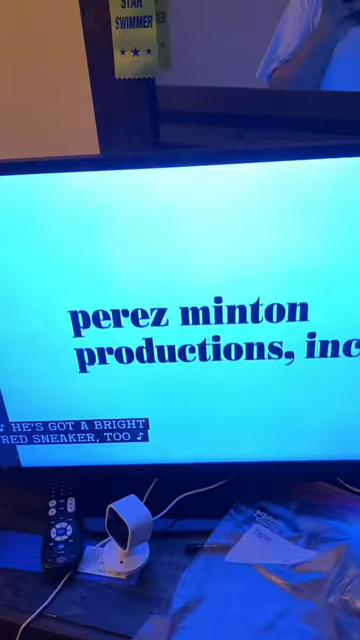 STAR
SWIMMER
perez minton
productions, inc
♪ HE'S GOT A BRIGHT
RED SNEAKER, TOO ♪